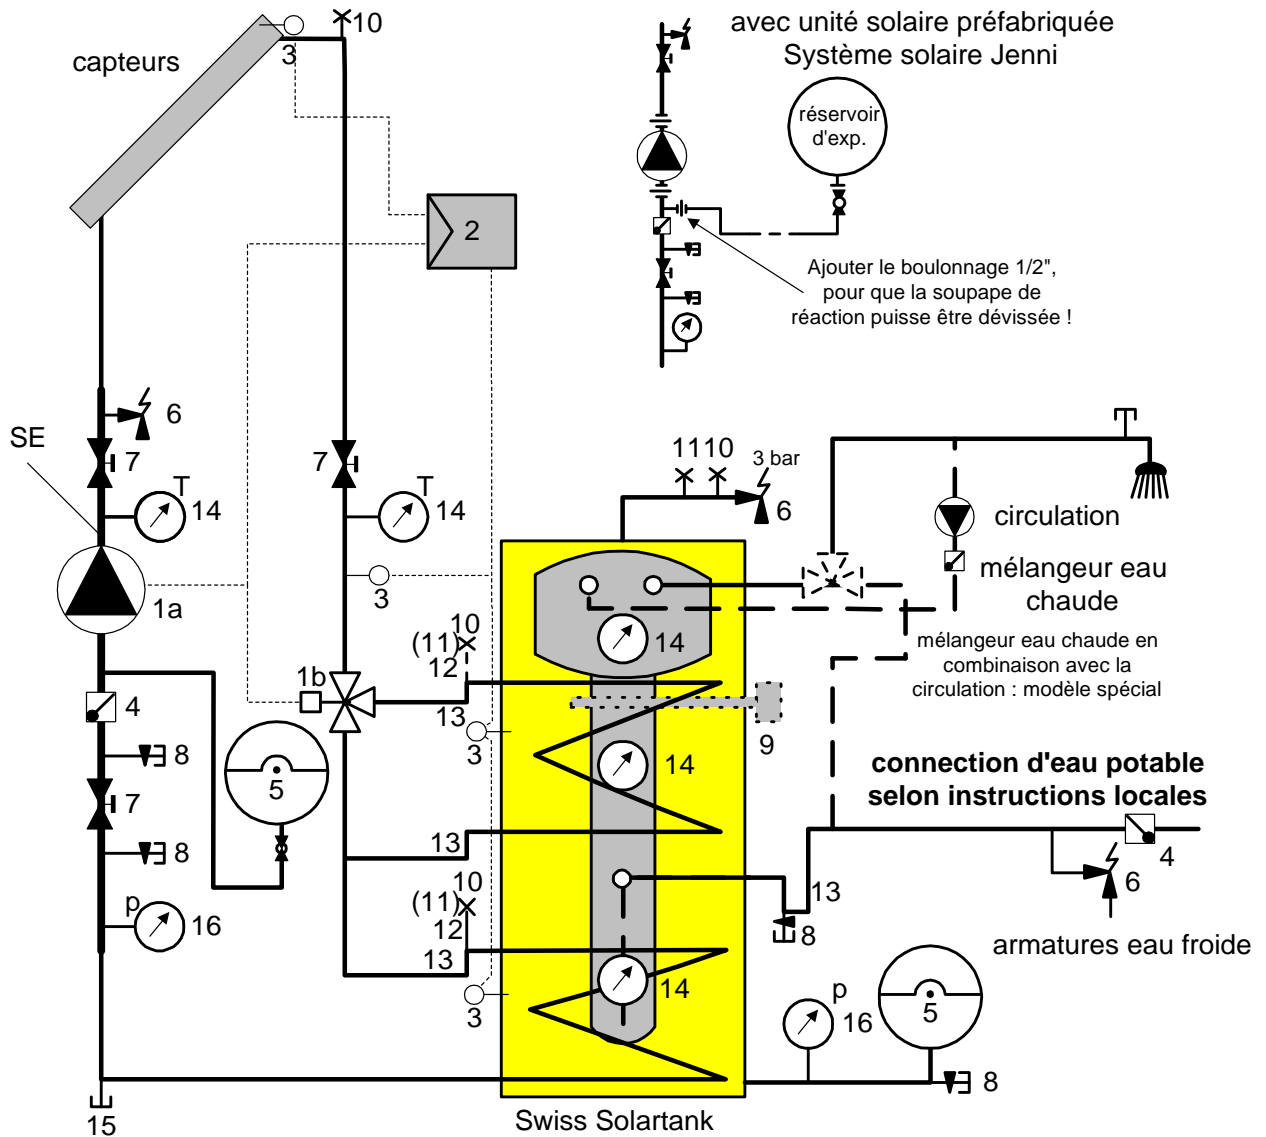 10
3
capteurs
avec unité solaire préfabriquée
Système solaire Jenni
réservoir
d'exp.
2
Ajouter le boulonnage 1/2",
pour que la soupape de
réaction puisse être dévissée !
6
SE
7
T
14
7
T
14
1110
3 bar
6
circulation
1a
3
mélangeur eau
chaude
10
(11)
12
14
mélangeur eau chaude en
combinaison avec la
circulation : modèle spécial
1b
4
13
3
9
8
5
14
connection d'eau potable
selon instructions locales
7
8
13
4
10
(11)
12
13
6
p
16
8
armatures eau froide
13
3
14
p
16
5
8
15
Swiss Solartank